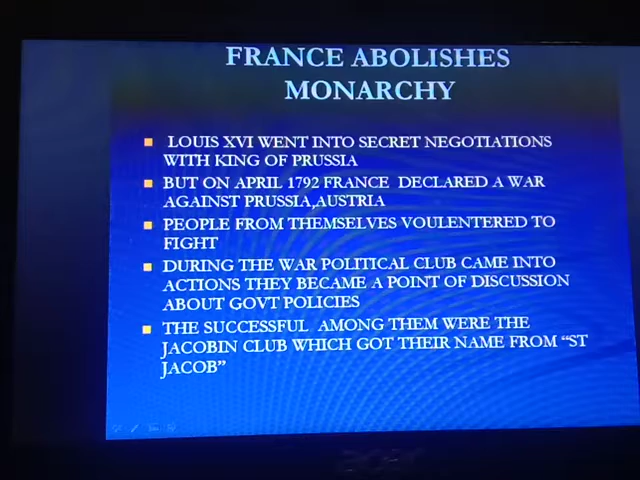 FRANCE ABOLISHES
MONARCHY
LOUIS XVI WENT INTO SECRET NEGOTIATIONS
WITH KING OF PRUSSIA
BUT ON APRIL 1792 FRANCE DECLARED A WAR
AGAINST PRUSSIA,AUSTRIA
PEOPLE FROM THEMSELVES VOULENTERED TO
FIGHT
DURING THE WAR POLITICAL CLUB CAME INTO
ACTIONS THEY BECAME A POINT OF DISCUSSION
ABOUT GOVT POLICIES
THE SUCCESSFUL AMONG THEM WERE THE
JACOBIN CLUB WHICH GOT THEIR NAME FROM “ST
JACOB”